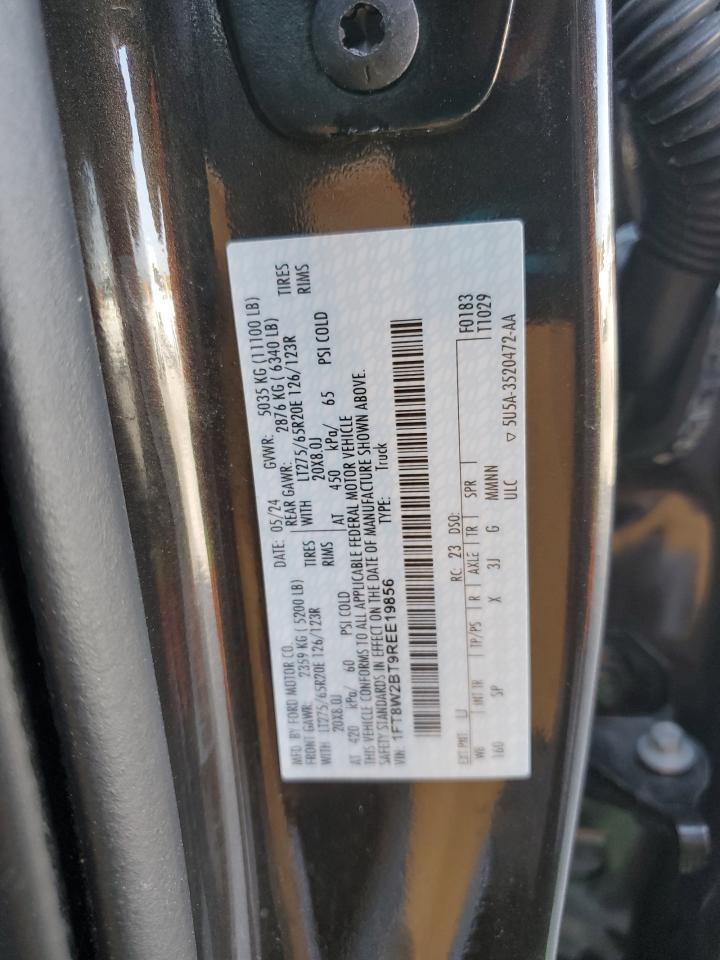 MFD. BY FORD MOTOR CO.
DATE: 05/24 GVWR: 5035 KG (11100 LB)
FRONT GAWR: 2359 KG ( 5200 LB) REAR GAWR: 2876 KG ( 6340 LB)
WITH LT275/65R20E 126/123R TIRES WITH LT275/65R20E 126/123R TIRES
20X8.0J RIMS 20X8.0J RIMS
AT 420 kPa/ 60 PSI COLD AT 450 kPa/ 65 PSI COLD
THIS VEHICLE CONFORMS TO ALL APPLICABLE FEDERAL MOTOR VEHICLE
SAFETY STANDARDS IN EFFECT ON THE DATE OF MANUFACTURE SHOWN ABOVE.
VIN: 1FT8W2BT9REE19856 TYPE: Truck
F0183
T1029
EXT PNT: UJ RC: 23 DSO:
WB INT TR TP/PS R AXLE TR SPR
160 SP X 3J G MMNN
ULC ▽ 5U5A-3520472-AA